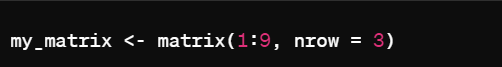 my_matrix <- matrix(1:9, nrow = 3)